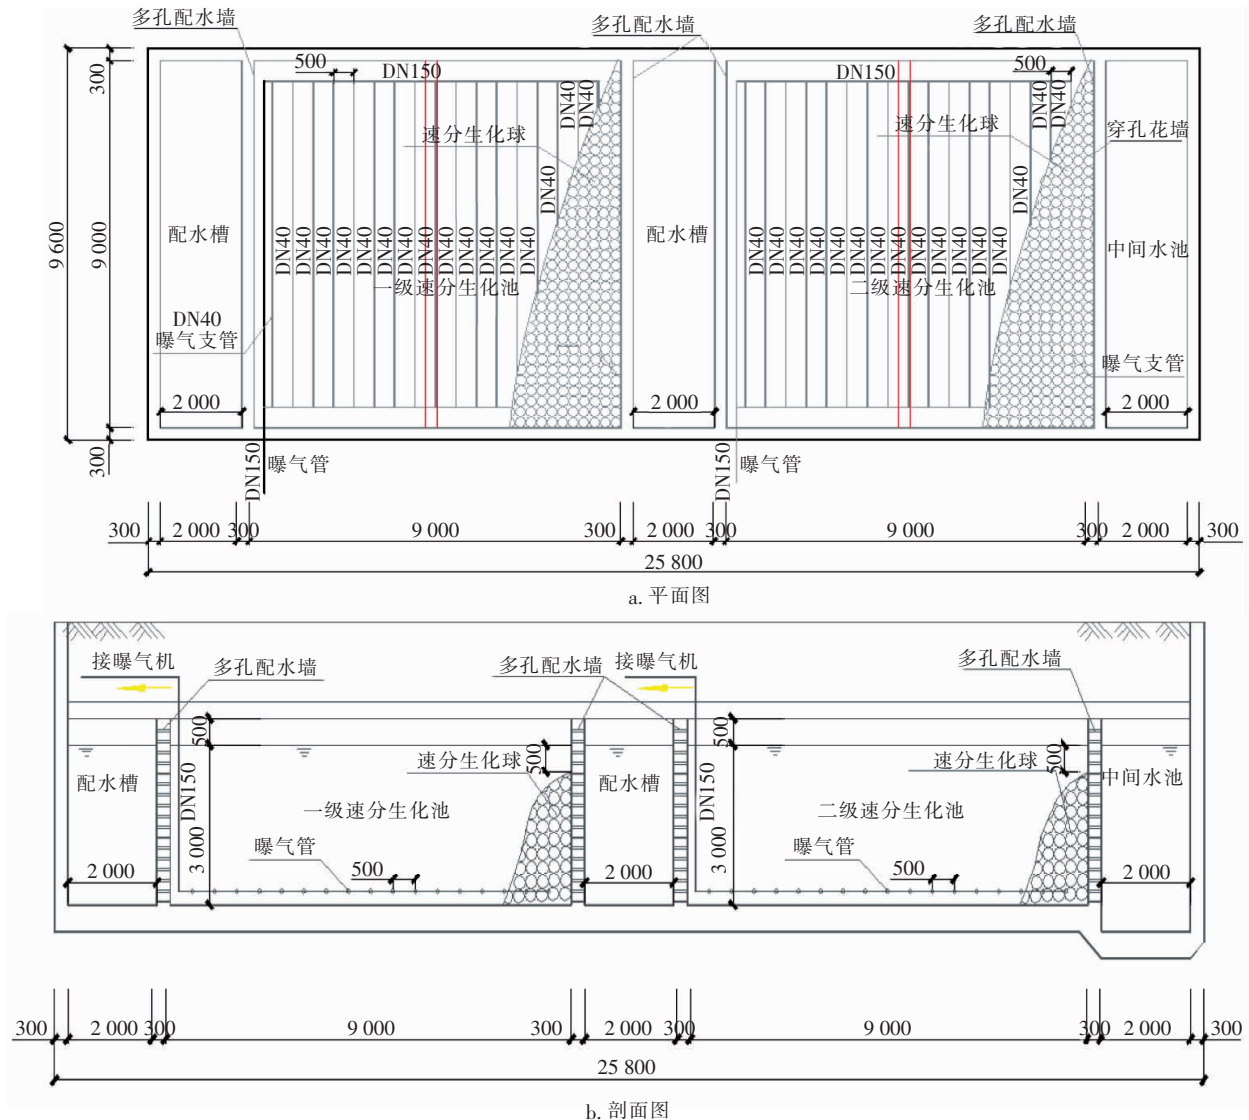 多孔配水墙
多孔配水墙
多孔配水墙
500
DN150
DN150
500
300
DN40
DN40
DN40
DN40
速分生化球
速分生化球
穿孔花墙
DN40
DN40
9 600
9 000
配水槽
DN40 DN40 DN40 DN40 DN40 DN40 DN40 DN40 DN40 DN40 DN40 DN40 DN40
配水槽
DN40 DN40 DN40 DN40 DN40 DN40 DN40 DN40 DN40 DN40 DN40 DN40 DN40
中间水池
一级速分生化池
二级速分生化池
DN40
曝气支管
曝气支管
2 000
2 000
2 000
300
DN150
曝气管
DN150
曝气管
300 2 000 300 9 000 300 2 000 300 9 000 300 2 000 300
25 800
a. 平面图
接曝气机
多孔配水墙
多孔配水墙
接曝气机
多孔配水墙
500
500
500
500
配水槽
DN150
速分生化球
配水槽
DN150
速分生化球
中间水池
一级速分生化池
二级速分生化池
3 000
3 000
曝气管
曝气管
2 000
500
2 000
500
2 000
300 2 000 300 9 000 300 2 000 300 9 000 300 2 000 300
25 800
b. 剖面图